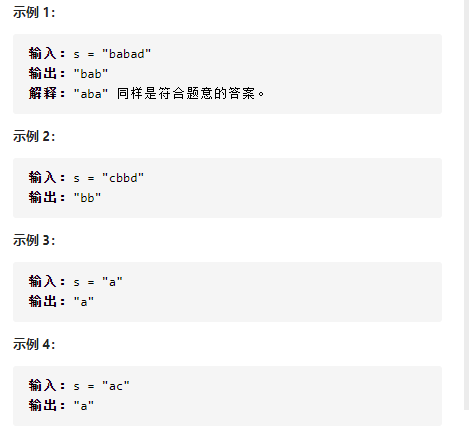 示例 1：
输入：s = "babad"
输出："bab"
解释："aba" 同样是符合题意的答案。
示例 2：
输入：s = "cbbd"
输出："bb"
示例 3：
输入：s = "a"
输出："a"
示例 4：
输入：s = "ac"
输出："a"